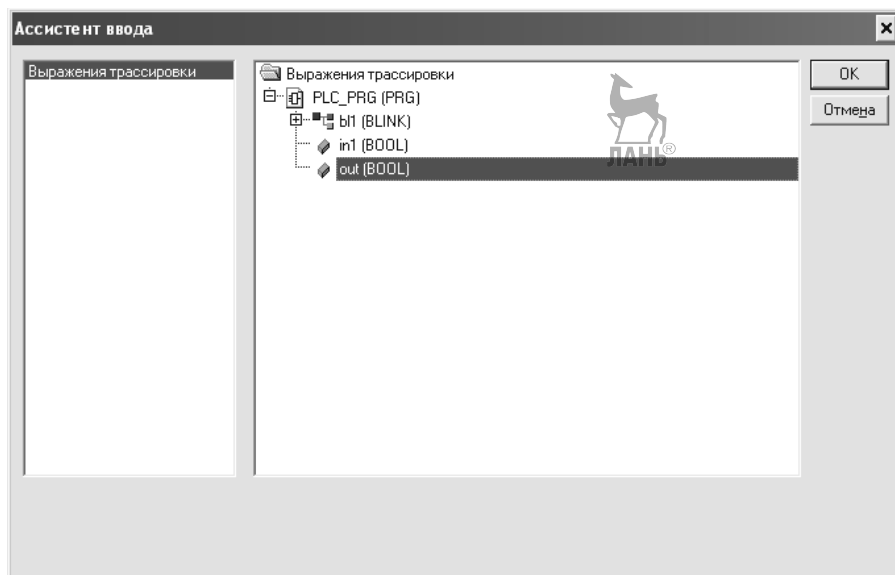 Ассистент ввода
Выражения трассировки
Выражения трассировки
PLC_PRG (PRG)
bl1 (BLINK)
in1 (BOOL)
out (BOOL)
OK
Отмена
ЛАНЬ®